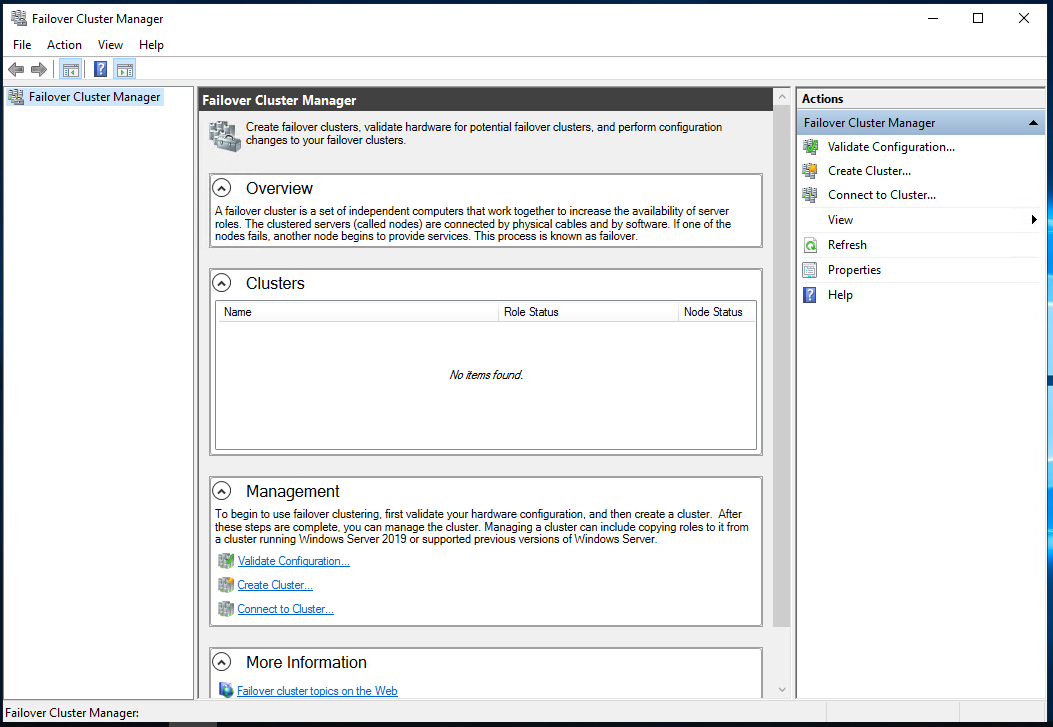 Failover Cluster Manager
File Action View Help
Failover Cluster Manager
Failover Cluster Manager
Create failover clusters, validate hardware for potential failover clusters, and perform configuration
changes to your failover clusters.
Overview
A failover cluster is a set of independent computers that work together to increase the availability of server
roles. The clustered servers (called nodes) are connected by physical cables and by software. If one of the
nodes fails, another node begins to provide services. This process is known as failover.
Clusters
Name Role Status Node Status
No items found.
Management
To begin to use failover clustering, first validate your hardware configuration, and then create a cluster.  After
these steps are complete, you can manage the cluster. Managing a cluster can include copying roles to it from
a cluster running Windows Server 2019 or supported previous versions of Windows Server.
Validate Configuration...
Create Cluster...
Connect to Cluster...
More Information
Failover cluster topics on the Web
Actions
Failover Cluster Manager
Validate Configuration...
Create Cluster...
Connect to Cluster...
View
Refresh
Properties
Help
Failover Cluster Manager: